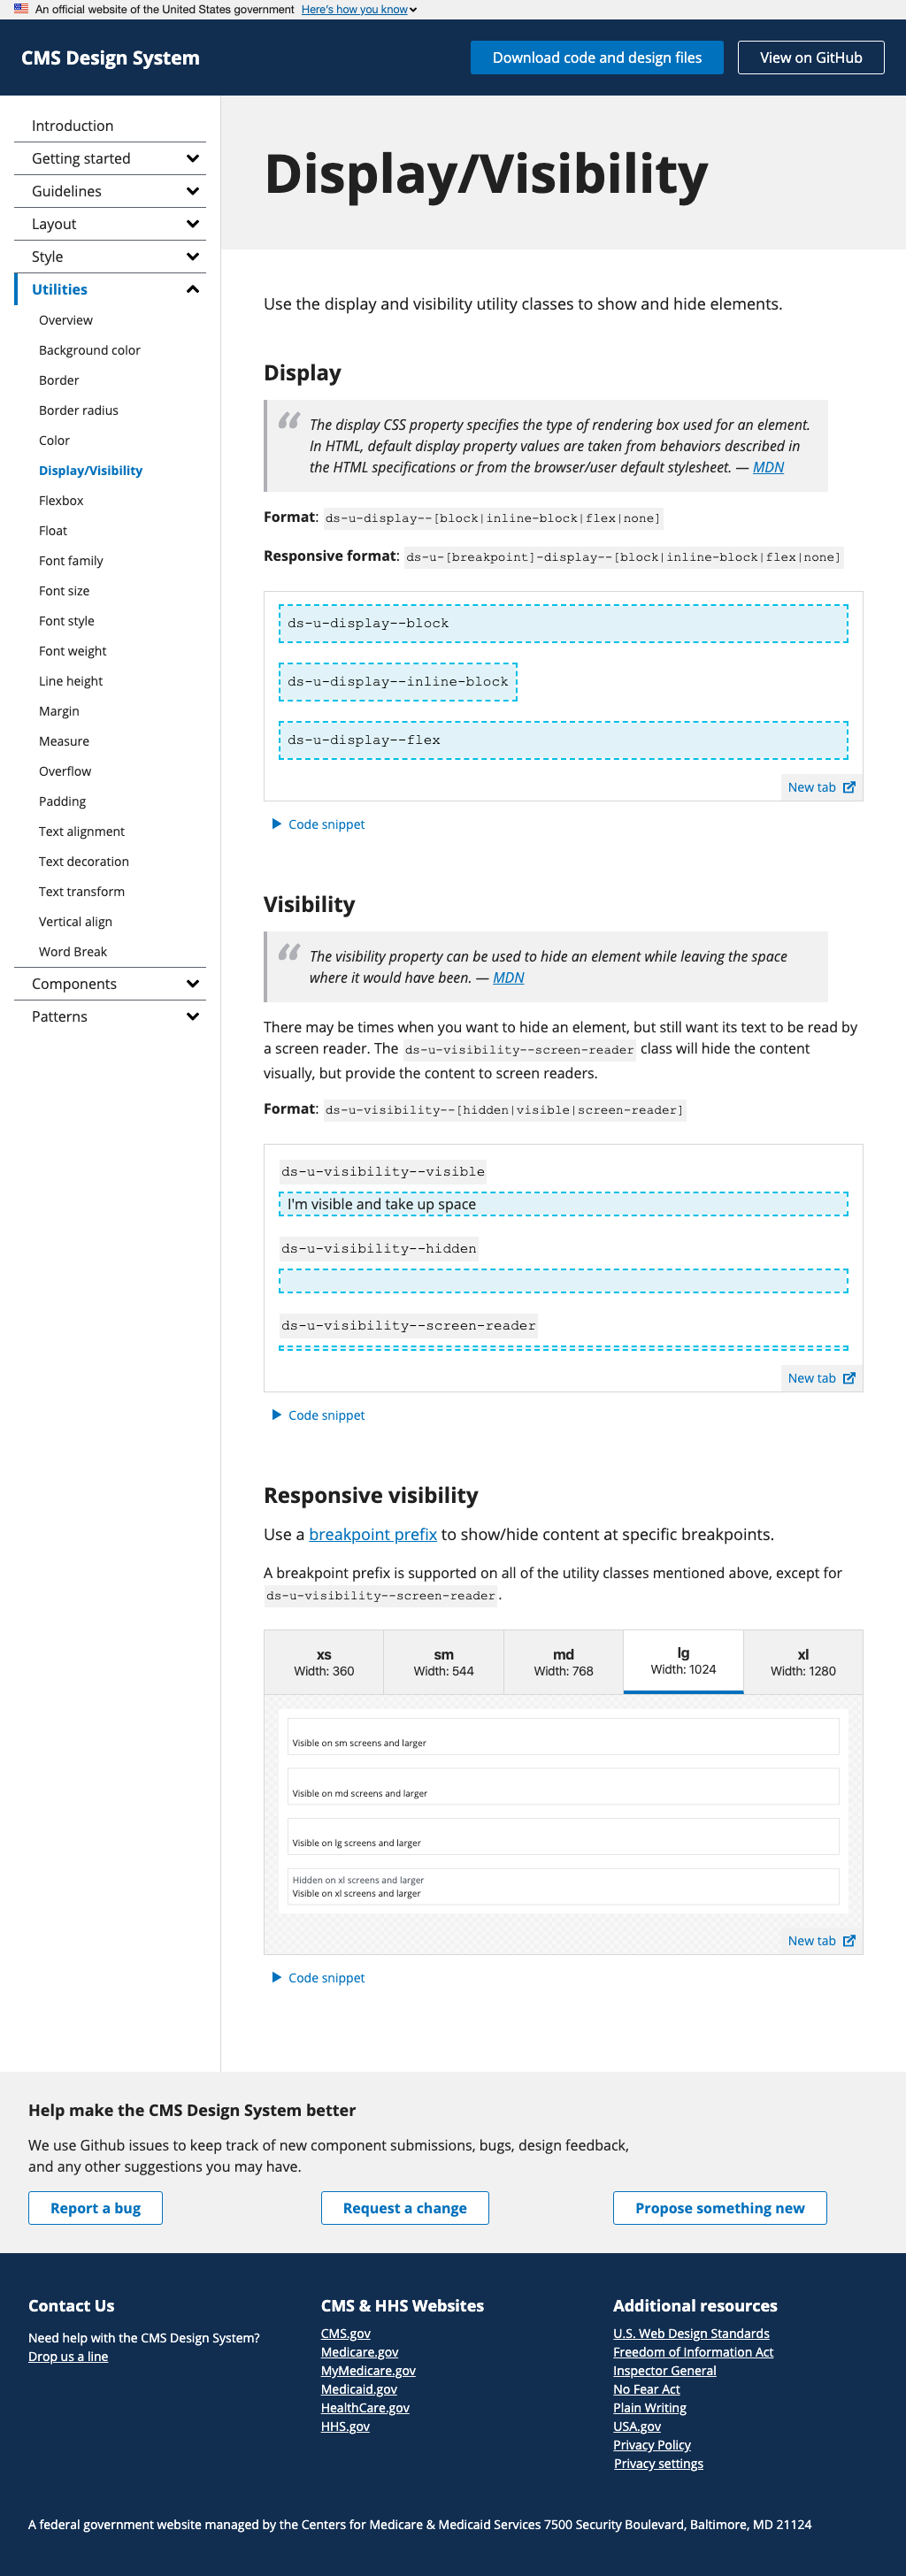 An official website of the United States government Here's how you know
CMS Design System
Download code and design files
View on GitHub
Introduction
Getting started
Guidelines
Layout
Style
Utilities
Overview
Background color
Border
Border radius
Color
Display/Visibility
Flexbox
Float
Font family
Font size
Font style
Font weight
Line height
Margin
Measure
Overflow
Padding
Text alignment
Text decoration
Text transform
Vertical align
Word Break
Components
Patterns
Display/Visibility
Use the display and visibility utility classes to show and hide elements.
Display
“
The display CSS property specifies the type of rendering box used for an element.
In HTML, default display property values are taken from behaviors described in
the HTML specifications or from the browser/user default stylesheet. — MDN
Format: ds-u-display--[block|inline-block|flex|none]
Responsive format: ds-u-[breakpoint]-display--[block|inline-block|flex|none]
ds-u-display--block
ds-u-display--inline-block
ds-u-display--flex
New tab
Code snippet
Visibility
“
The visibility property can be used to hide an element while leaving the space
where it would have been. — MDN
There may be times when you want to hide an element, but still want its text to be read by
a screen reader. The ds-u-visibility--screen-reader class will hide the content
visually, but provide the content to screen readers.
Format: ds-u-visibility--[hidden|visible|screen-reader]
ds-u-visibility--visible
I'm visible and take up space
ds-u-visibility--hidden
ds-u-visibility--screen-reader
New tab
Code snippet
Responsive visibility
Use a breakpoint prefix to show/hide content at specific breakpoints.
A breakpoint prefix is supported on all of the utility classes mentioned above, except for
ds-u-visibility--screen-reader.
xs
Width: 360
sm
Width: 544
md
Width: 768
lg
Width: 1024
xl
Width: 1280
Visible on sm screens and larger
Visible on md screens and larger
Visible on lg screens and larger
Hidden on xl screens and larger
Visible on xl screens and larger
New tab
Code snippet
Help make the CMS Design System better
We use Github issues to keep track of new component submissions, bugs, design feedback,
and any other suggestions you may have.
Report a bug
Request a change
Propose something new
Contact Us
Need help with the CMS Design System?
Drop us a line
CMS & HHS Websites
CMS.gov
Medicare.gov
MyMedicare.gov
Medicaid.gov
HealthCare.gov
HHS.gov
Additional resources
U.S. Web Design Standards
Freedom of Information Act
Inspector General
No Fear Act
Plain Writing
USA.gov
Privacy Policy
Privacy settings
A federal government website managed by the Centers for Medicare & Medicaid Services 7500 Security Boulevard, Baltimore, MD 21124